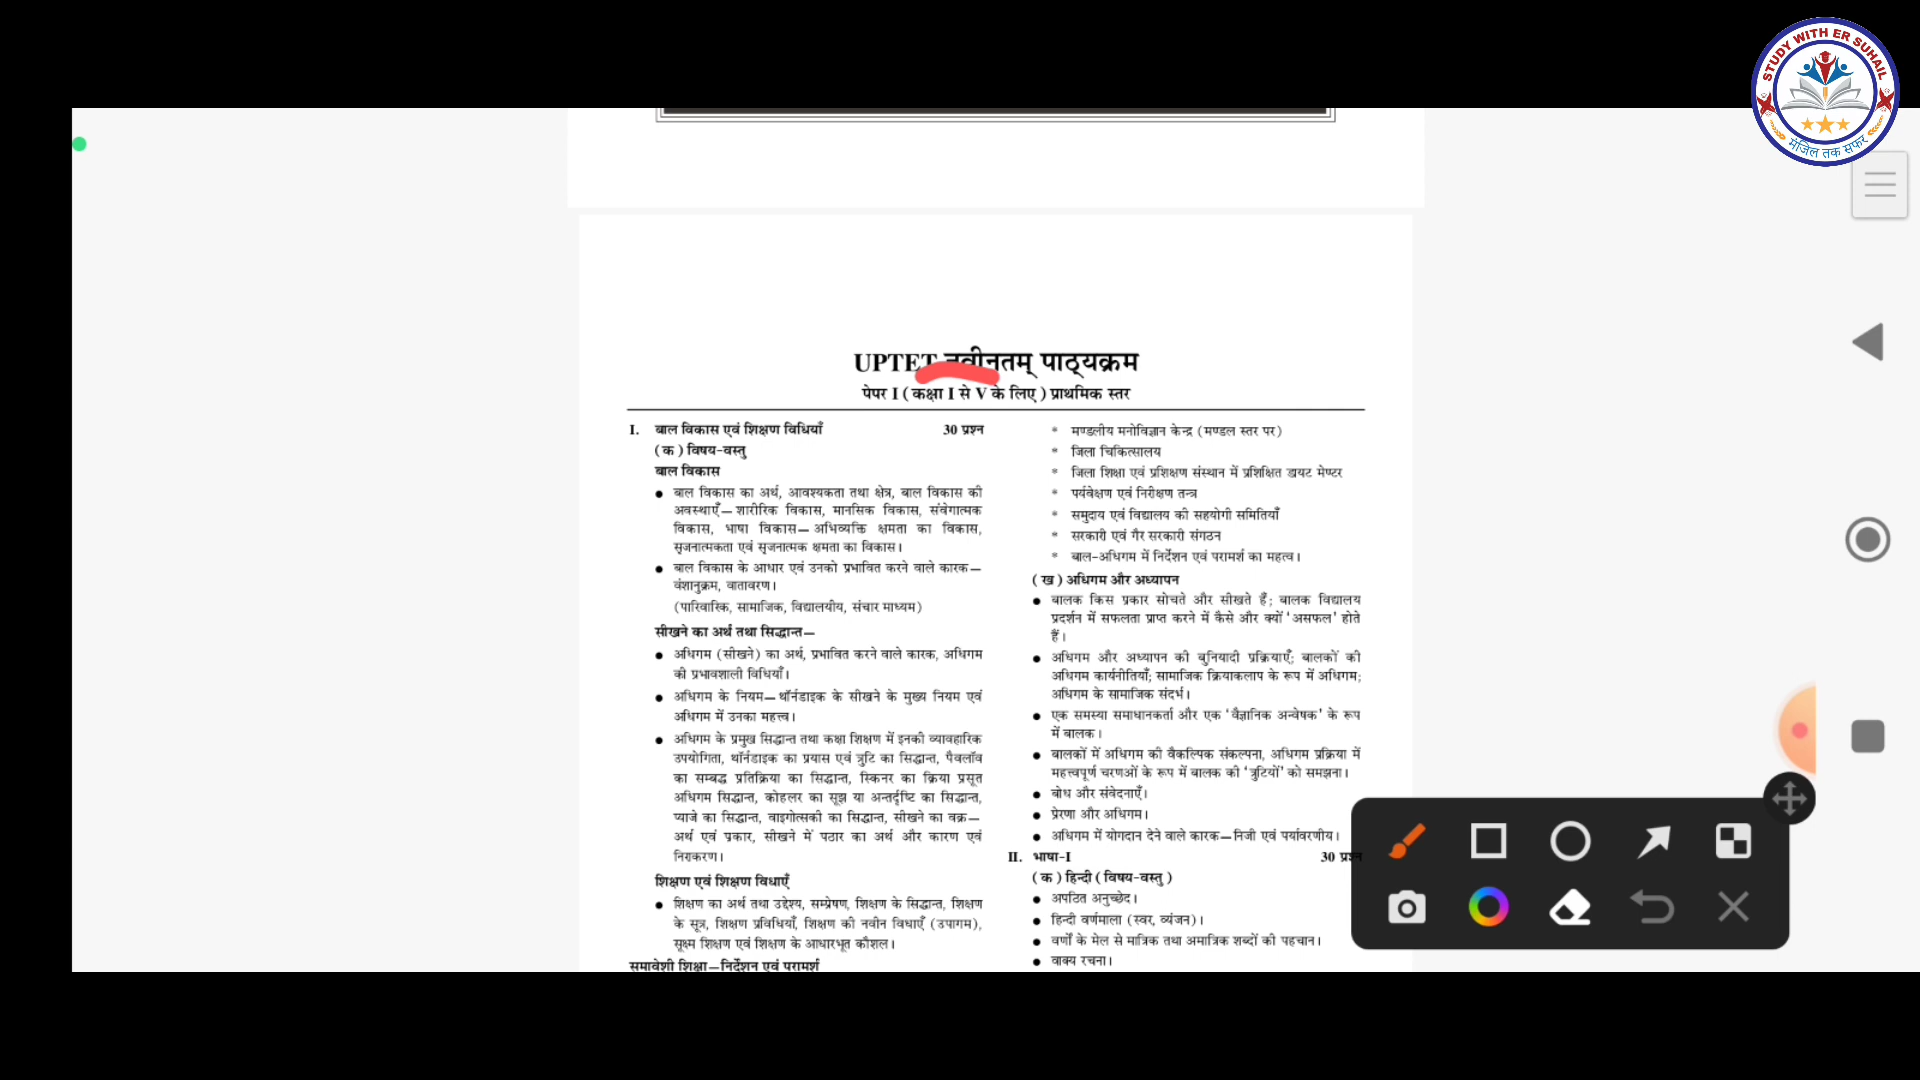 STUDY WITH ER SUHAIL
मंजिल तक सफर
UPTET नवीनतम् पाठ्यक्रम
पेपर I ( कक्षा I से V के लिए ) प्राथमिक स्तर
I. बाल विकास एवं शिक्षण विधियाँ 30 प्रश्न
( क ) विषय-वस्तु
बाल विकास
● बाल विकास का अर्थ, आवश्यकता तथा क्षेत्र, बाल विकास की
अवस्थाएँ— शारीरिक विकास, मानसिक विकास, संवेगात्मक
विकास, भाषा विकास— अभिव्यक्ति क्षमता का विकास,
सृजनात्मकता एवं सृजनात्मक क्षमता का विकास।
● बाल विकास के आधार एवं उनको प्रभावित करने वाले कारक—
वंशानुक्रम, वातावरण।
(पारिवारिक, सामाजिक, विद्यालयीय, संचार माध्यम)
सीखने का अर्थ तथा सिद्धान्त—
● अधिगम (सीखने) का अर्थ, प्रभावित करने वाले कारक, अधिगम
की प्रभावशाली विधियाँ।
● अधिगम के नियम— थॉर्नडाइक के सीखने के मुख्य नियम एवं
अधिगम में उनका महत्त्व।
● अधिगम के प्रमुख सिद्धान्त तथा कक्षा शिक्षण में इनकी व्यावहारिक
उपयोगिता, थॉर्नडाइक का प्रयास एवं त्रुटि का सिद्धान्त, पैवलॉव
का सम्बद्ध प्रतिक्रिया का सिद्धान्त, स्किनर का क्रिया प्रसूत
अधिगम सिद्धान्त, कोहलर का सूझ या अन्तर्दृष्टि का सिद्धान्त,
प्याजे का सिद्धान्त, वाइगोत्सकी का सिद्धान्त, सीखने का वक्र—
अर्थ एवं प्रकार, सीखने में पठार का अर्थ और कारण एवं
निराकरण।
शिक्षण एवं शिक्षण विधाएँ
● शिक्षण का अर्थ तथा उद्देश्य, सम्प्रेषण, शिक्षण के सिद्धान्त, शिक्षण
के सूत्र, शिक्षण प्रविधियाँ, शिक्षण की नवीन विधाएँ (उपागम),
सूक्ष्म शिक्षण एवं शिक्षण के आधारभूत कौशल।
समावेशी शिक्षा—निर्देशन एवं परामर्श
* मण्डलीय मनोविज्ञान केन्द्र (मण्डल स्तर पर)
* जिला चिकित्सालय
* जिला शिक्षा एवं प्रशिक्षण संस्थान में प्रशिक्षित डायट मेण्टर
* पर्यवेक्षण एवं निरीक्षण तन्त्र
* समुदाय एवं विद्यालय की सहयोगी समितियाँ
* सरकारी एवं गैर सरकारी संगठन
* बाल-अधिगम में निर्देशन एवं परामर्श का महत्व।
( ख ) अधिगम और अध्यापन
● बालक किस प्रकार सोचते और सीखते हैं; बालक विद्यालय
प्रदर्शन में सफलता प्राप्त करने में कैसे और क्यों ‘असफल’ होते
हैं।
● अधिगम और अध्यापन की बुनियादी प्रक्रियाएँ; बालकों की
अधिगम कार्यनीतियाँ; सामाजिक क्रियाकलाप के रूप में अधिगम;
अधिगम के सामाजिक संदर्भ।
● एक समस्या समाधानकर्ता और एक ‘वैज्ञानिक अन्वेषक’ के रूप
में बालक।
● बालकों में अधिगम की वैकल्पिक संकल्पना, अधिगम प्रक्रिया में
महत्त्वपूर्ण चरणओं के रूप में बालक की ‘त्रुटियों’ को समझना।
● बोध और संवेदनाएँ।
● प्रेरणा और अधिगम।
● अधिगम में योगदान देने वाले कारक—निजी एवं पर्यावरणीय।
II. भाषा-I 30 प्रश्न
( क ) हिन्दी ( विषय-वस्तु )
● अपठित अनुच्छेद।
● हिन्दी वर्णमाला (स्वर, व्यंजन)।
● वर्णों के मेल से मात्रिक तथा अमात्रिक शब्दों की पहचान।
● वाक्य रचना।